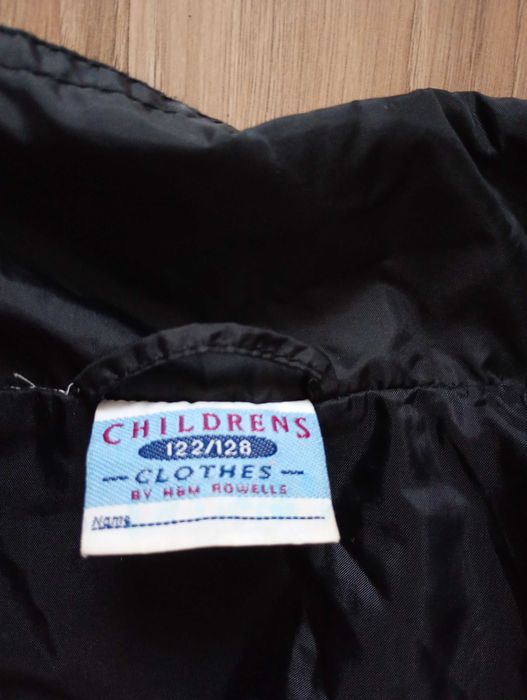 CHILDRENS
122/128
CLOTHES
BY H&M ROWELLS
Name